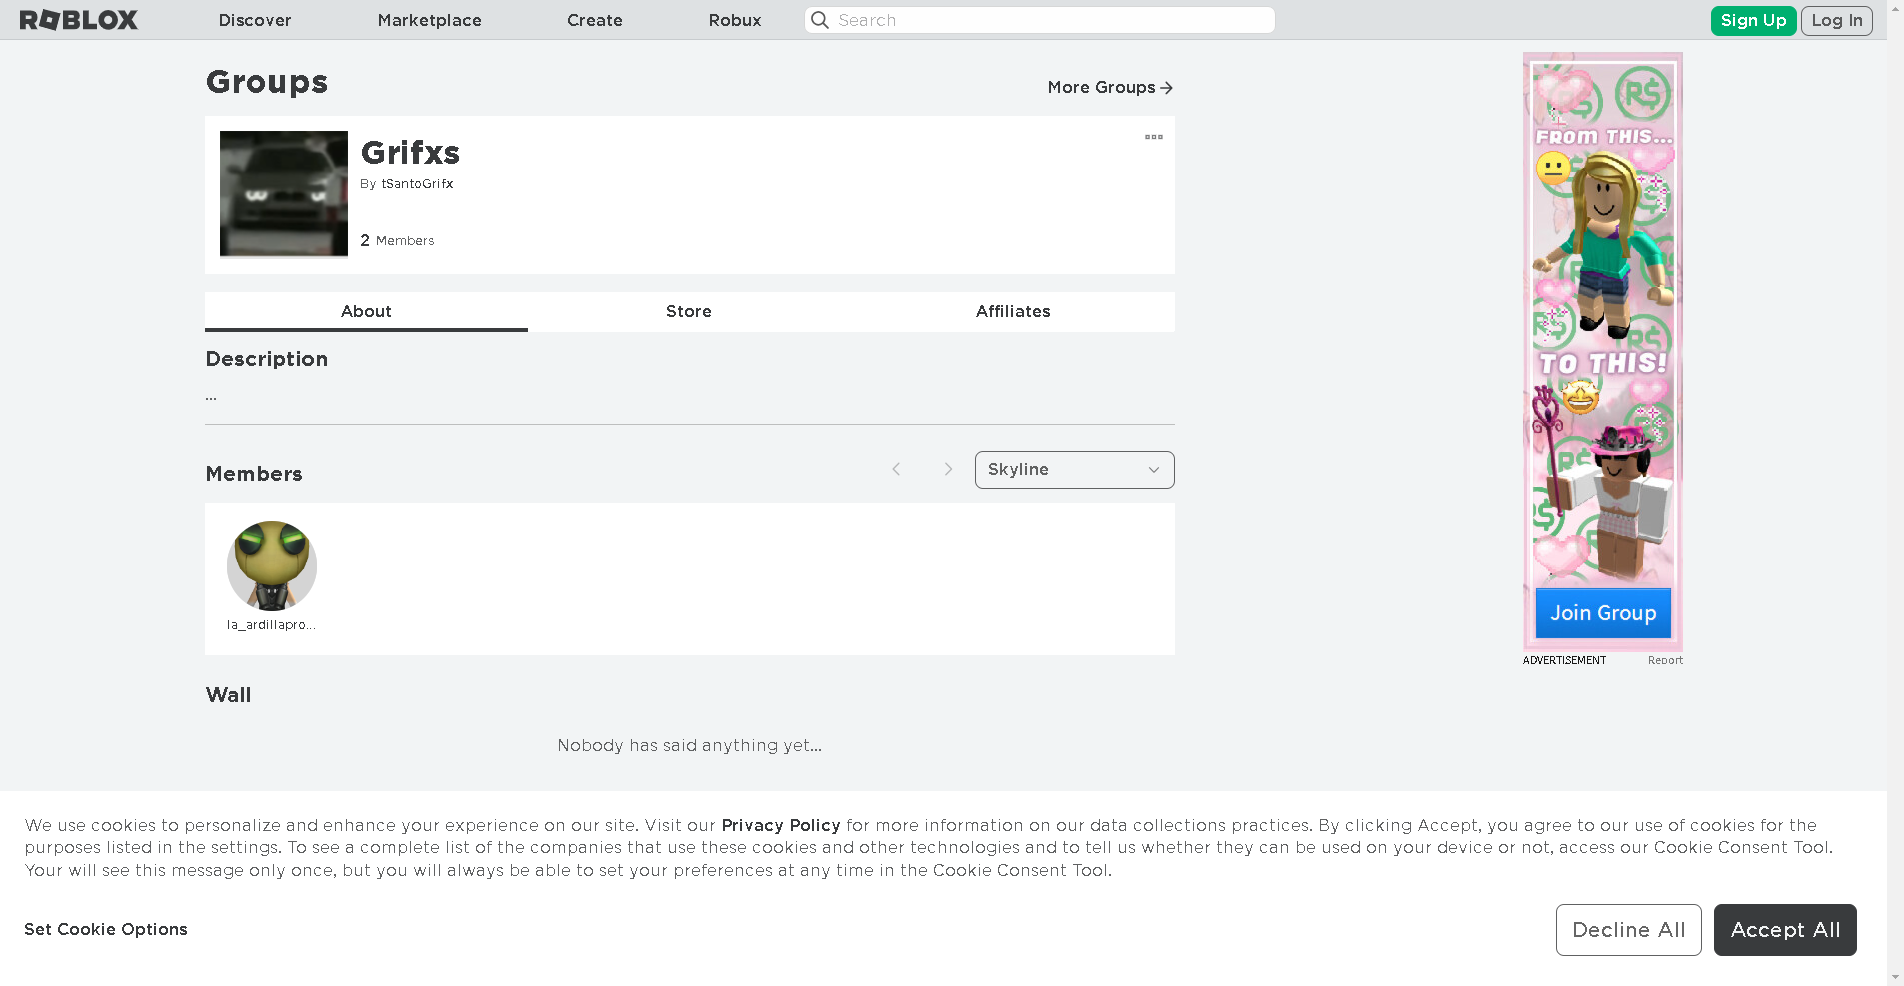 ROBLOX
Discover
Marketplace
Create
Robux
Search
Sign Up
Log In
Groups
More Groups
Grifxs
By tSantoGrifx
2 Members
About
Store
Affiliates
Description
...
Members
Skyline
la_ardillapro...
Wall
Nobody has said anything yet...
R$
R$
FROM THIS...
R$
R$
R$
TO THIS!
R$
R$
Join Group
ADVERTISEMENT
Report
We use cookies to personalize and enhance your experience on our site. Visit our Privacy Policy for more information on our data collections practices. By clicking Accept, you agree to our use of cookies for the
purposes listed in the settings. To see a complete list of the companies that use these cookies and other technologies and to tell us whether they can be used on your device or not, access our Cookie Consent Tool.
Your will see this message only once, but you will always be able to set your preferences at any time in the Cookie Consent Tool.
Set Cookie Options
Decline All
Accept All